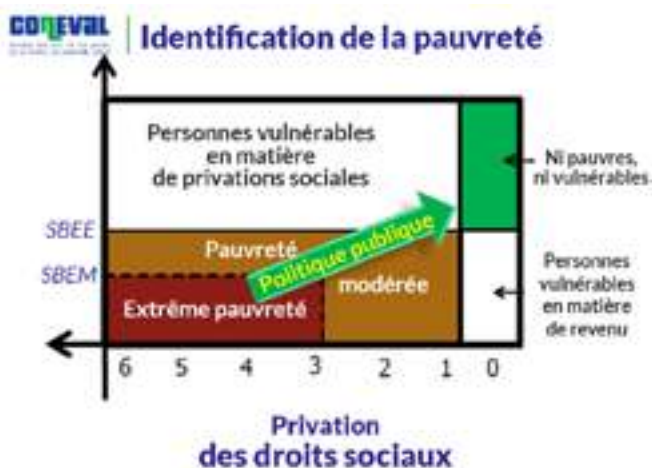 coneval
Identification de la pauvreté
Personnes vulnérables
en matière
de privations sociales
Ni pauvres,
ni vulnérables
SBEE
Pauvreté
Politique publique
SBEM
modérée
Extrême pauvreté
Personnes
vulnérables
en matière
de revenu
6 5 4 3 2 1 0
Privation
des droits sociaux